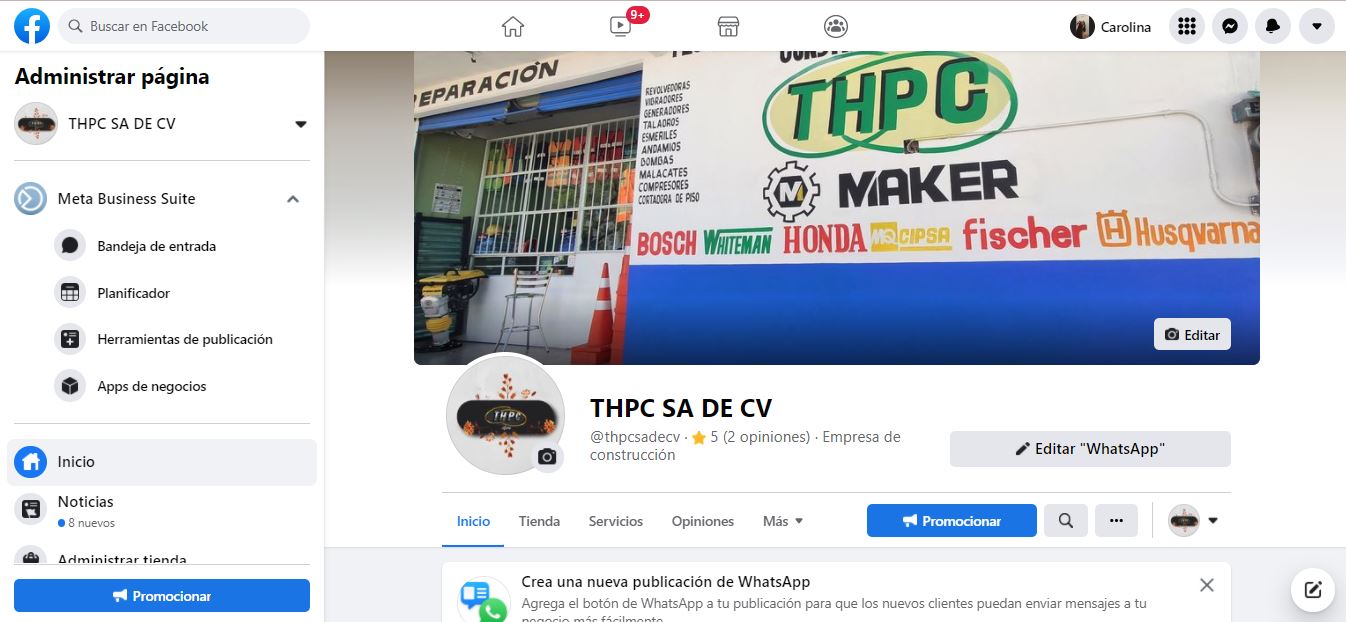 Buscar en Facebook
9+
Carolina
Administrar página
THPC SA DE CV
Meta Business Suite
Bandeja de entrada
Planificador
Herramientas de publicación
Apps de negocios
Inicio
Noticias
8 nuevos
Administrar tienda
Promocionar
EPARACIÓN
REVOLVEDORAS
VIBRADORES
GENERADORES
TALADROS
ESMERILES
ANDAMIOS
BOMBAS
MALACATES
COMPRESORES
CORTADORA DE PISO
THPC
M MAKER
BOSCH WHITEMAN HONDA MQ CIPSA fischer H Husqvarna
Editar
THPC
THPC SA DE CV
@thpcsadecv · 5 (2 opiniones) · Empresa de
construcción
Editar "WhatsApp"
Inicio Tienda Servicios Opiniones Más
Promocionar
Crea una nueva publicación de WhatsApp
Agrega el botón de WhatsApp a tu publicación para que los nuevos clientes puedan enviar mensajes a tu
negocio más fácilmente